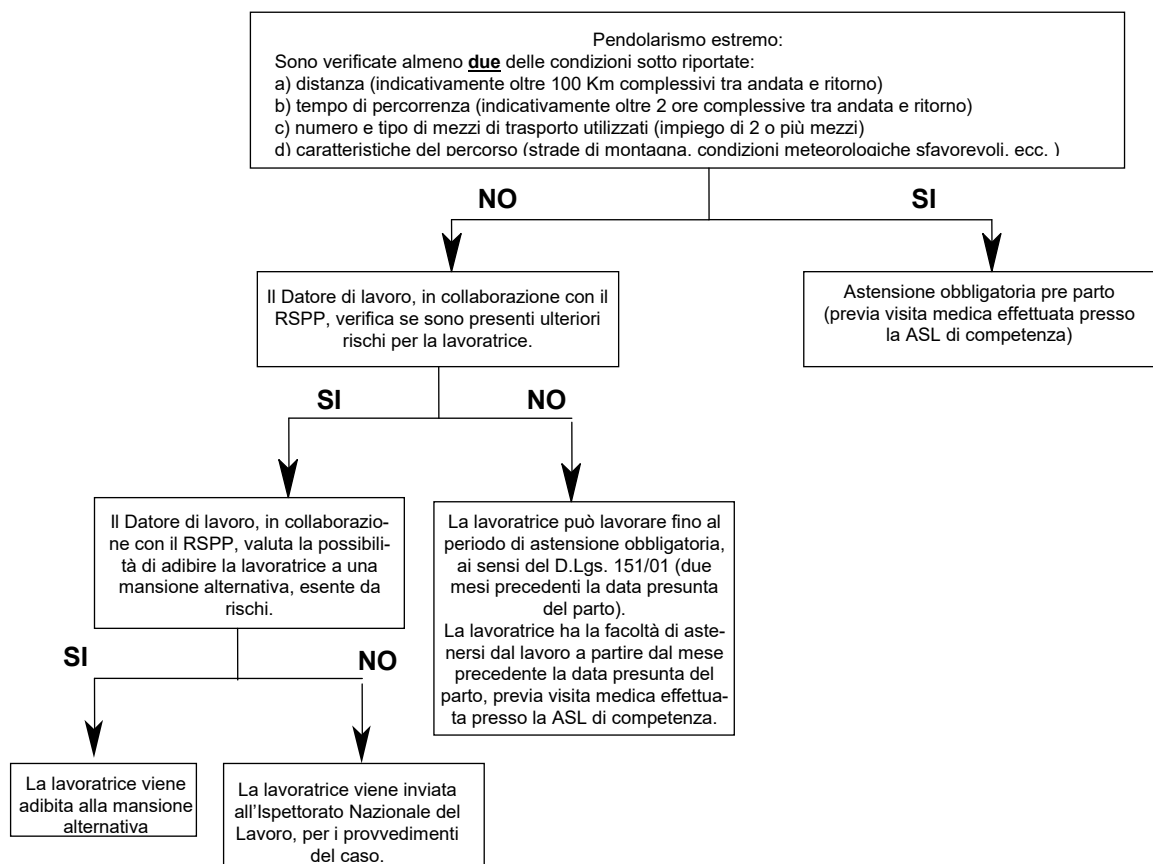 Pendolarismo estremo:
Sono verificate almeno due delle condizioni sotto riportate:
a) distanza (indicativamente oltre 100 Km complessivi tra andata e ritorno)
b) tempo di percorrenza (indicativamente oltre 2 ore complessive tra andata e ritorno)
c) numero e tipo di mezzi di trasporto utilizzati (impiego di 2 o più mezzi)
d) caratteristiche del percorso (strade di montagna, condizioni meteorologiche sfavorevoli, ecc. )
NO
SI
Il Datore di lavoro, in collaborazione con il
RSPP, verifica se sono presenti ulteriori
rischi per la lavoratrice.
Astensione obbligatoria pre parto
(previa visita medica effettuata presso
la ASL di competenza)
SI
NO
Il Datore di lavoro, in collaborazio-
ne con il RSPP, valuta la possibili-
tà di adibire la lavoratrice a una
mansione alternativa, esente da
rischi.
La lavoratrice può lavorare fino al
periodo di astensione obbligatoria,
ai sensi del D.Lgs. 151/01 (due
mesi precedenti la data presunta
del parto).
La lavoratrice ha la facoltà di aste-
nersi dal lavoro a partire dal mese
precedente la data presunta del
parto, previa visita medica effettua-
ta presso la ASL di competenza.
SI
NO
La lavoratrice viene
adibita alla mansione
alternativa
La lavoratrice viene inviata
all'Ispettorato Nazionale del
Lavoro, per i provvedimenti
del caso.